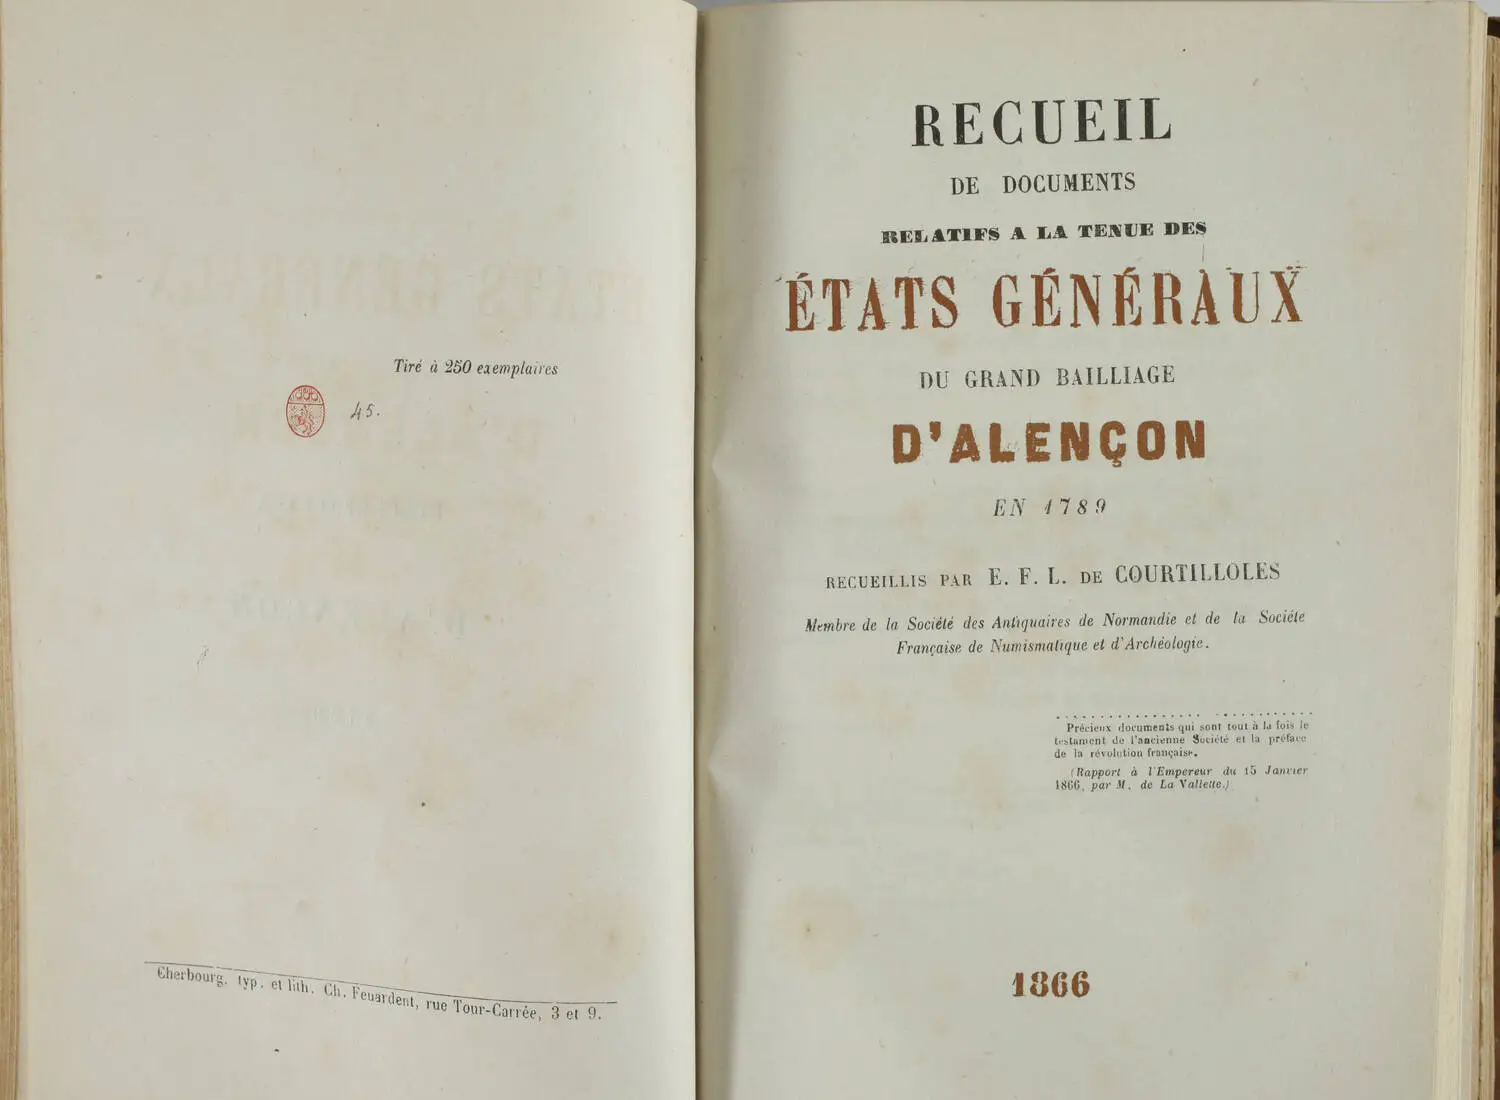 Tiré à 250 exemplaires
45.
Cherbourg. typ. et lith. Ch. Feuardent, rue Tour-Carrée, 3 et 9.
RECUEIL
DE DOCUMENTS
RELATIFS A LA TENUE DES
ÉTATS GÉNÉRAUX
DU GRAND BAILLIAGE
D'ALENÇON
EN 1789
RECUEILLIS PAR E. F. L. DE COURTILLOLES
Membre de la Société des Antiquaires de Normandie et de la Société
Française de Numismatique et d'Archéologie.
Précieux documents qui sont tout à la fois le
testament de l'ancienne Société et la préface
de la révolution française.
(Rapport à l'Empereur du 15 Janvier
1866, par M. de La Vallette.)
1866